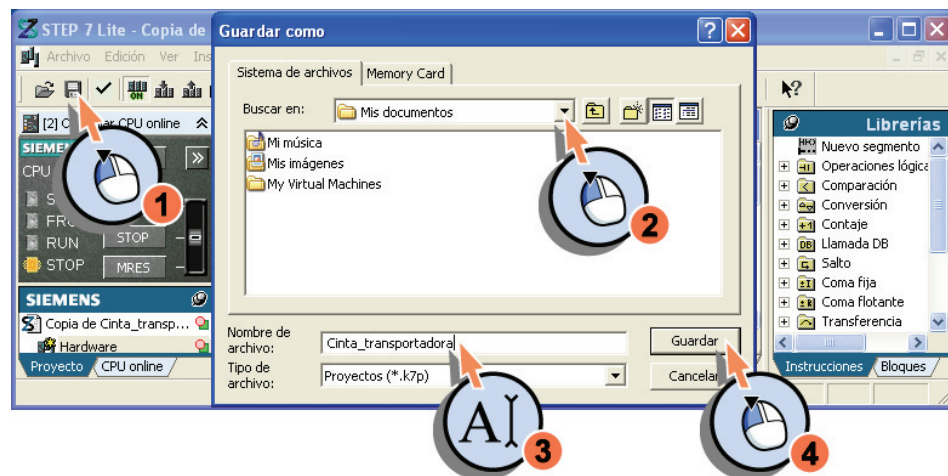 STEP 7 Lite - Copia de
Guardar como
Archivo Edición Ver Ins
Sistema de archivos Memory Card
Buscar en: Mis documentos
Mi música
Mis imágenes
My Virtual Machines
[2] CPU online
SIEMENS
CPU
RUN STOP
STOP MRES
SIEMENS
Copia de Cinta_transp...
Hardware
Proyecto CPU online
Nombre de archivo: Cinta_transportadora
Guardar
Tipo de archivo: Proyectos (*.k7p)
Cancelar
Librerías
Nuevo segmento
Operaciones lógica
Comparación
Conversión
Contaje
Llamada DB
Salto
Coma fija
Coma flotante
Transferencia
Instrucciones Bloques
1
2
A
3
4